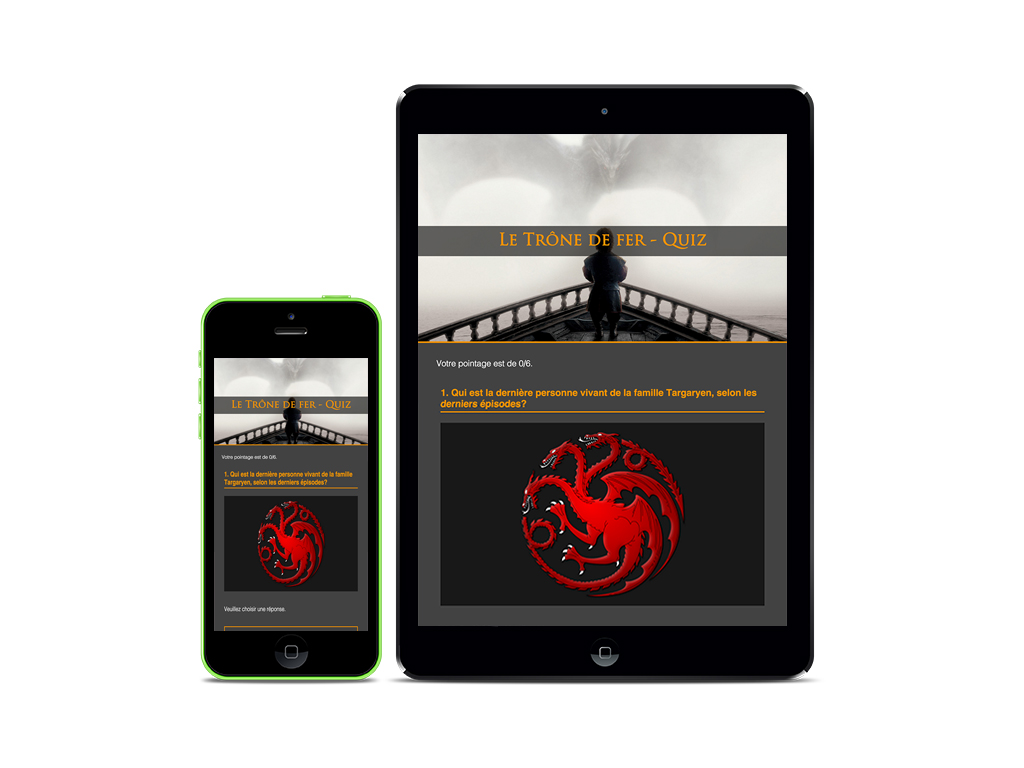 Le Trône de fer - Quiz
Votre pointage est de 0/6.
1. Qui est la dernière personne vivant de la famille
Targaryen, selon les derniers épisodes?
Veuillez choisir une réponse.
Le Trône de fer - Quiz
Votre pointage est de 0/6.
1. Qui est la dernière personne vivant de la famille Targaryen, selon les
derniers épisodes?